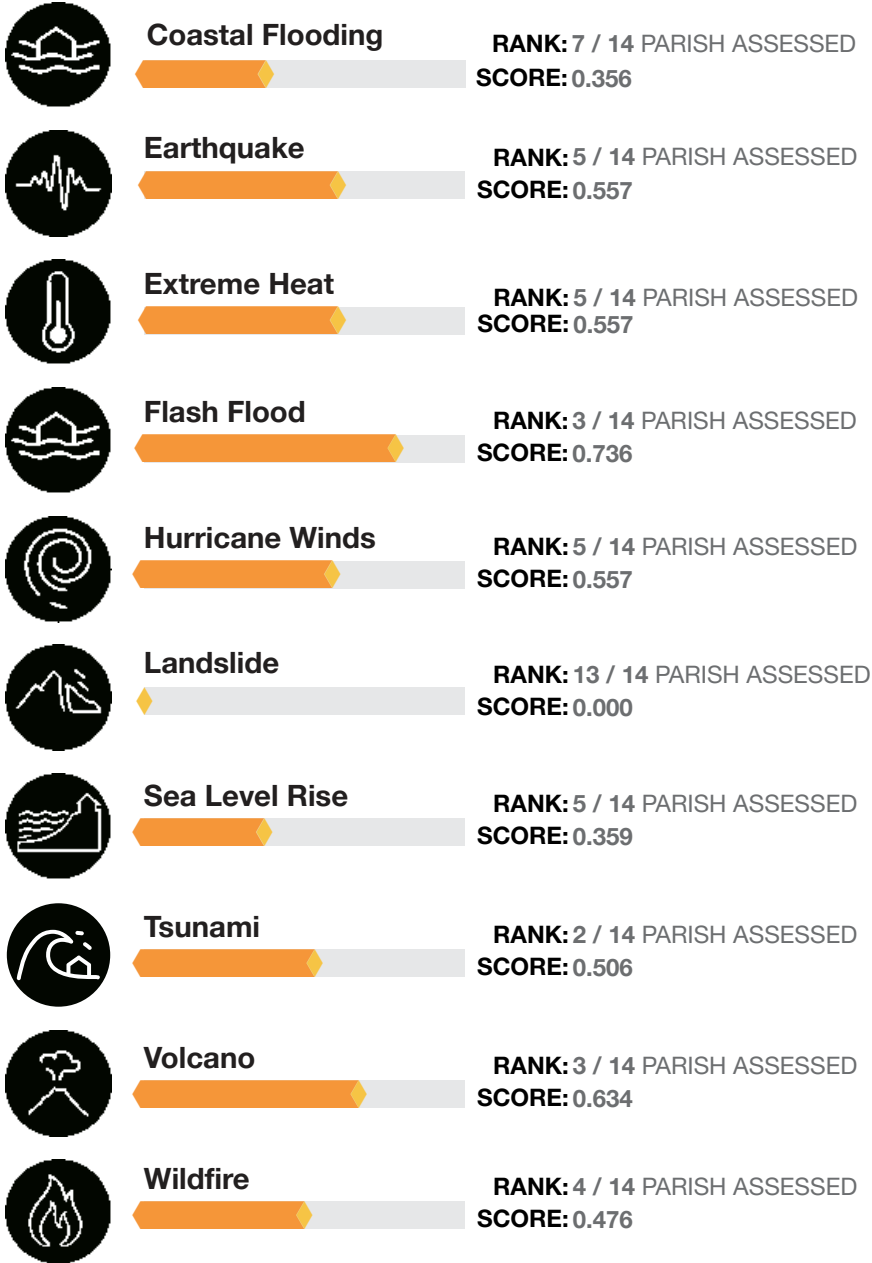 Coastal Flooding
RANK: 7 / 14 PARISH ASSESSED
SCORE: 0.356
Earthquake
RANK: 5 / 14 PARISH ASSESSED
SCORE: 0.557
Extreme Heat
RANK: 5 / 14 PARISH ASSESSED
SCORE: 0.557
Flash Flood
RANK: 3 / 14 PARISH ASSESSED
SCORE: 0.736
Hurricane Winds
RANK: 5 / 14 PARISH ASSESSED
SCORE: 0.557
Landslide
RANK: 13 / 14 PARISH ASSESSED
SCORE: 0.000
Sea Level Rise
RANK: 5 / 14 PARISH ASSESSED
SCORE: 0.359
Tsunami
RANK: 2 / 14 PARISH ASSESSED
SCORE: 0.506
Volcano
RANK: 3 / 14 PARISH ASSESSED
SCORE: 0.634
Wildfire
RANK: 4 / 14 PARISH ASSESSED
SCORE: 0.476